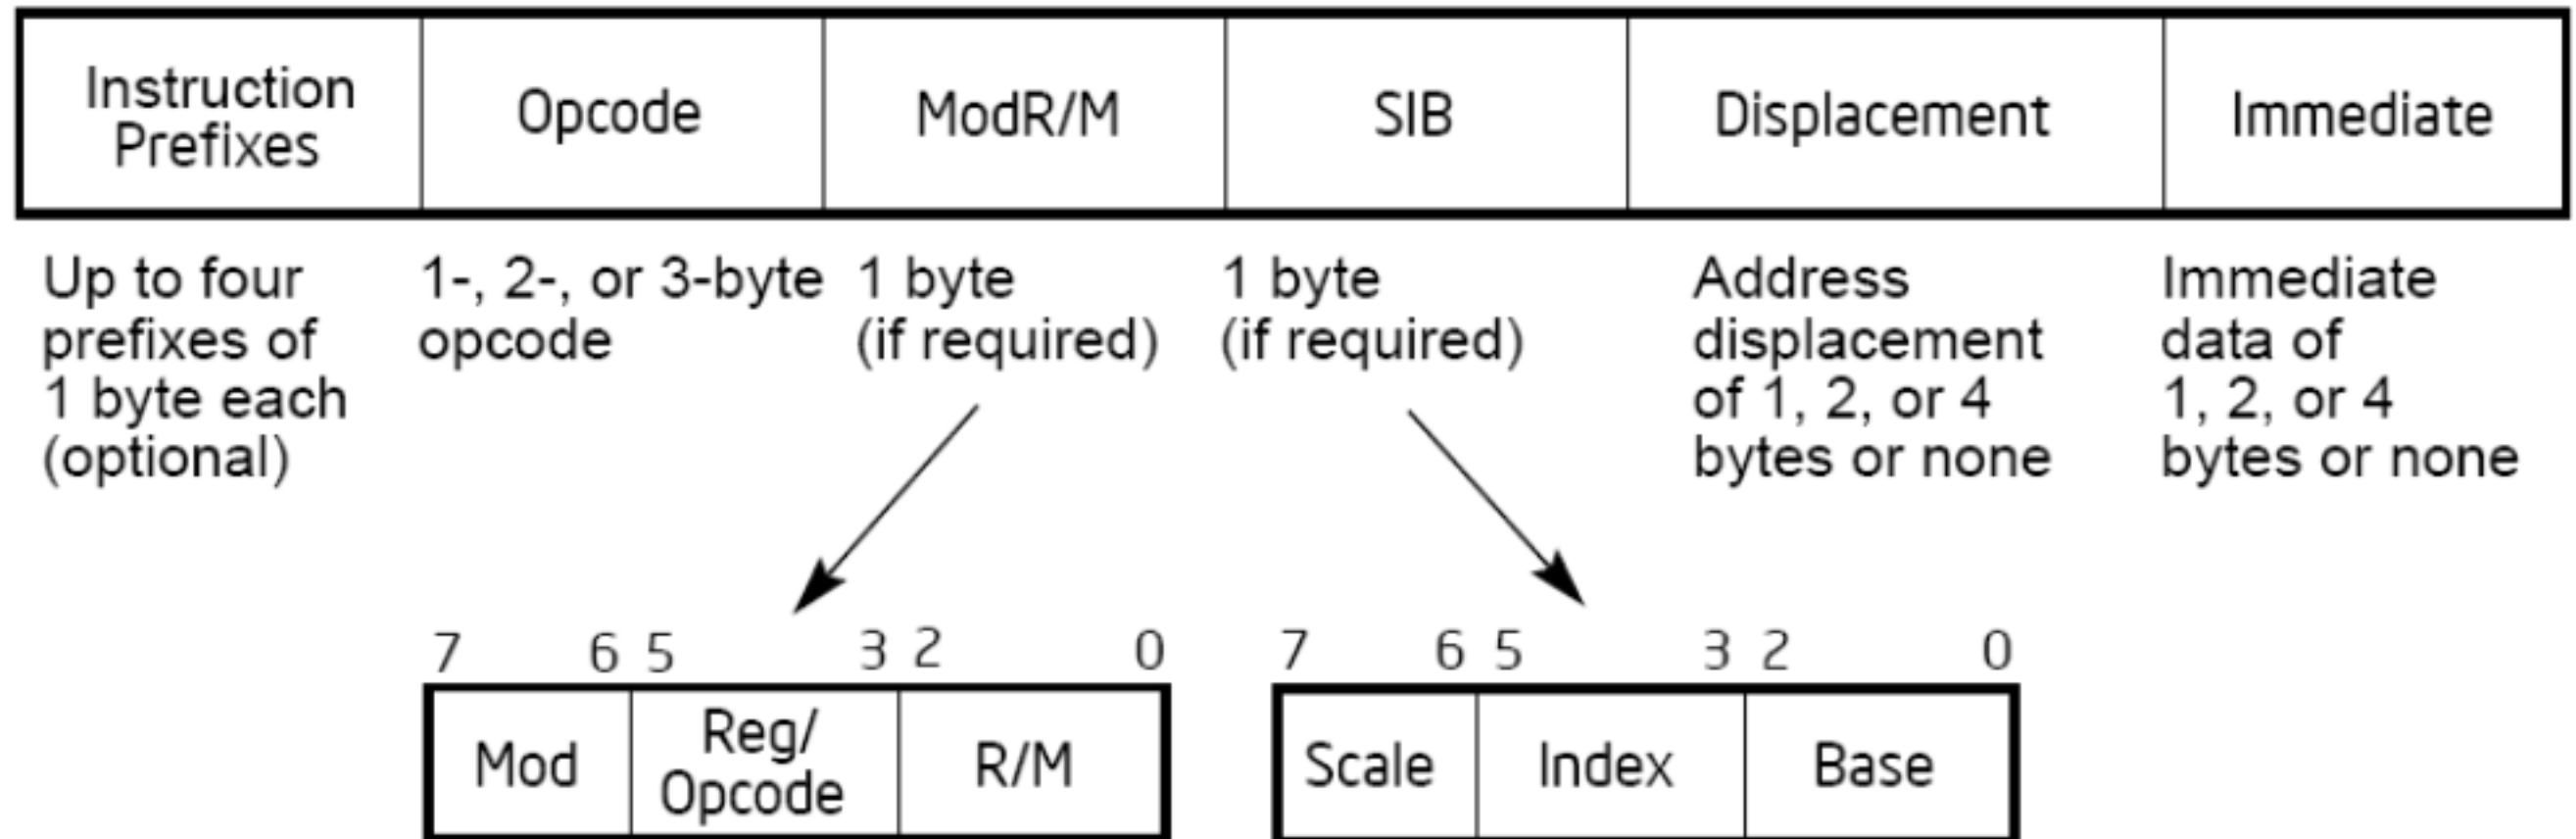 Instruction
Prefixes
Opcode
ModR/M
SIB
Displacement
Immediate
Up to four
prefixes of
1 byte each
(optional)
1-, 2-, or 3-byte
opcode
1 byte
(if required)
1 byte
(if required)
Address
displacement
of 1, 2, or 4
bytes or none
Immediate
data of
1, 2, or 4
bytes or none
7 6 5 3 2 0
Mod
Reg/
Opcode
R/M
7 6 5 3 2 0
Scale
Index
Base